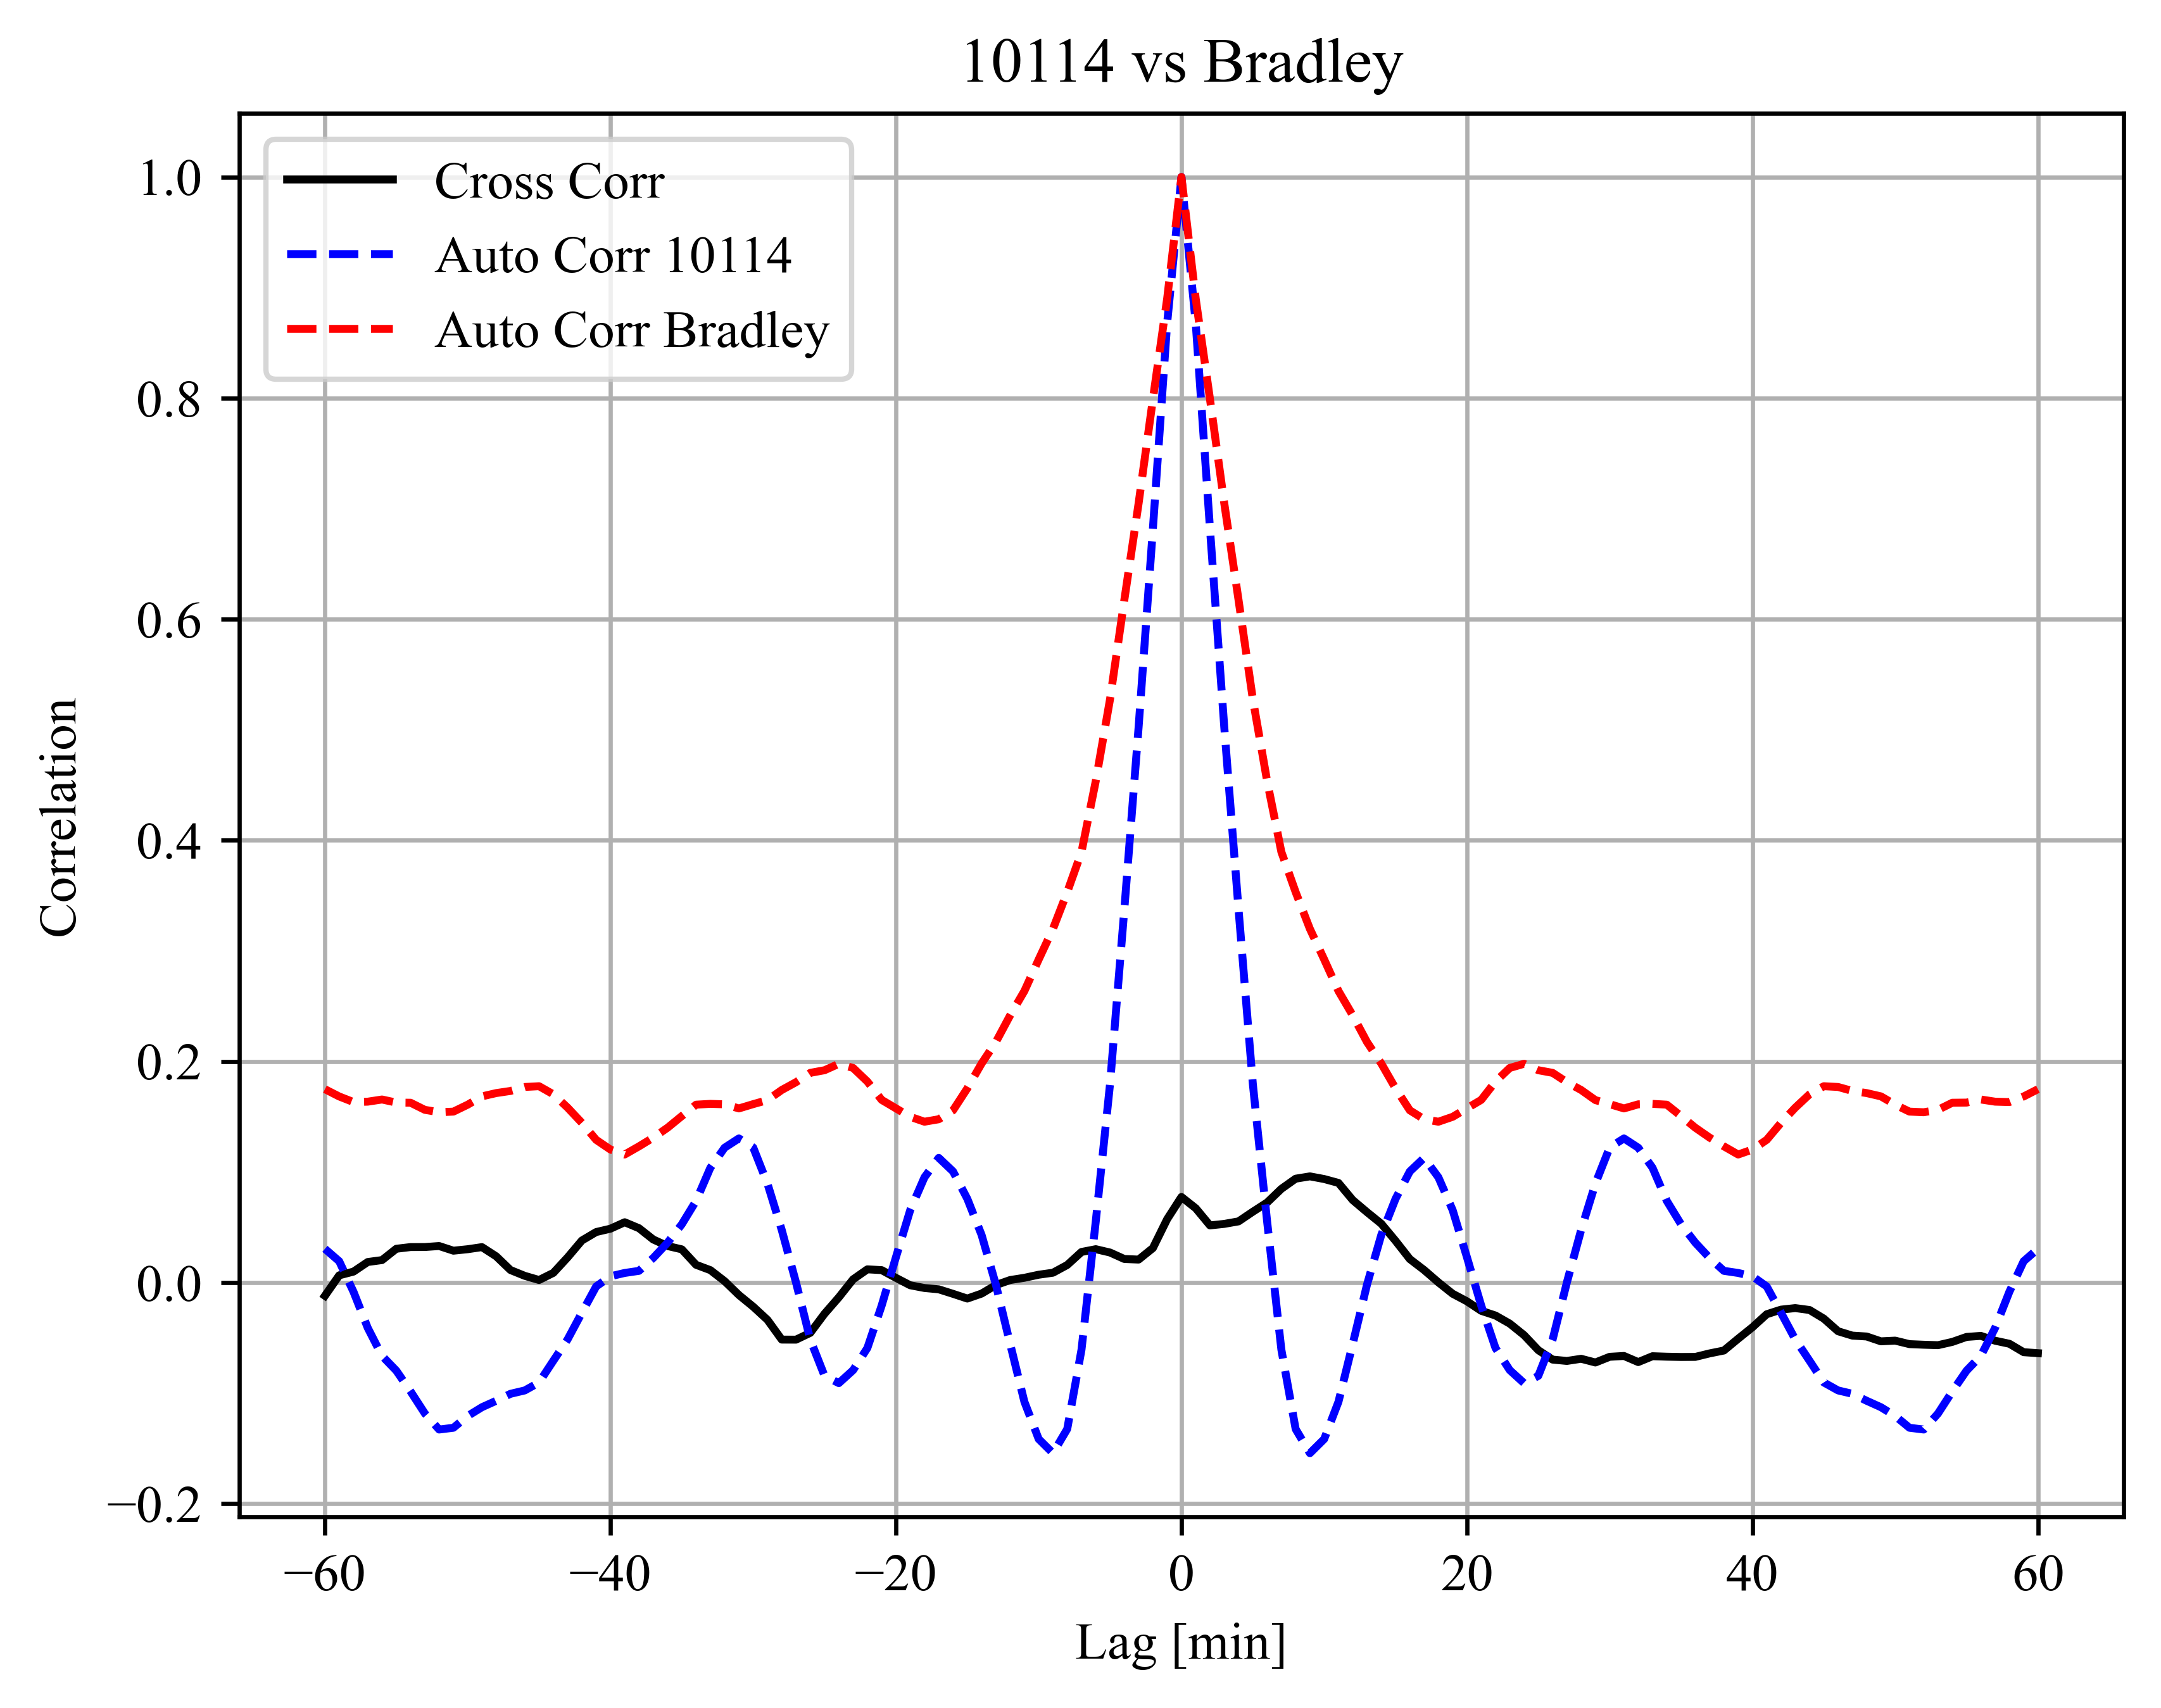 10114 vs Bradley
Cross Corr
Auto Corr 10114
Auto Corr Bradley
1.0
0.8
0.6
0.4
0.2
0.0
−0.2
Correlation
−60 −40 −20 0 20 40 60
Lag [min]